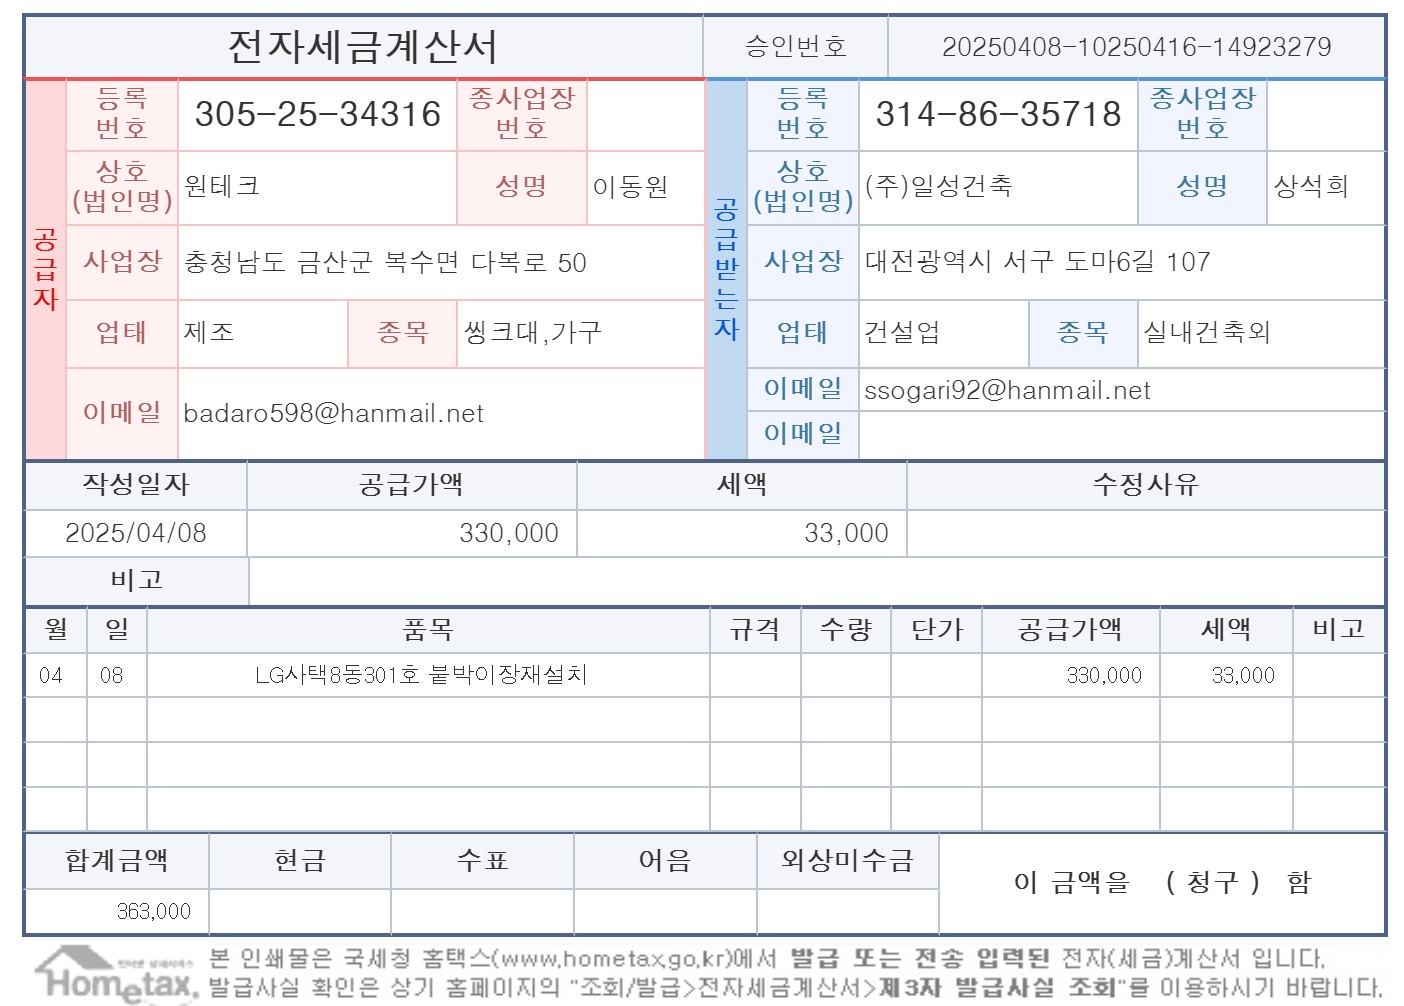 전자세금계산서 승인번호 20250408-10250416-14923279
공급자
등록번호 305-25-34316 종사업장번호
상호(법인명) 원테크 성명 이동원
사업장 충청남도 금산군 복수면 다복로 50
업태 제조 종목 씽크대,가구
이메일 badaro598@hanmail.net
공급받는자
등록번호 314-86-35718 종사업장번호
상호(법인명) (주)일성건축 성명 상석희
사업장 대전광역시 서구 도마6길 107
업태 건설업 종목 실내건축외
이메일 ssogari92@hanmail.net
이메일
작성일자 공급가액 세액 수정사유
2025/04/08 330,000 33,000
비고
월 일 품목 규격 수량 단가 공급가액 세액 비고
04 08 LG사택8동301호 붙박이장재설치 330,000 33,000
합계금액 현금 수표 어음 외상미수금 이 금액을 ( 청구 ) 함
363,000
Hometax. 본 인쇄물은 국세청 홈택스(www.hometax.go.kr)에서 발급 또는 전송 입력된 전자(세금)계산서 입니다.
발급사실 확인은 상기 홈페이지의 "조회/발급>전자세금계산서>제3자 발급사실 조회"를 이용하시기 바랍니다.